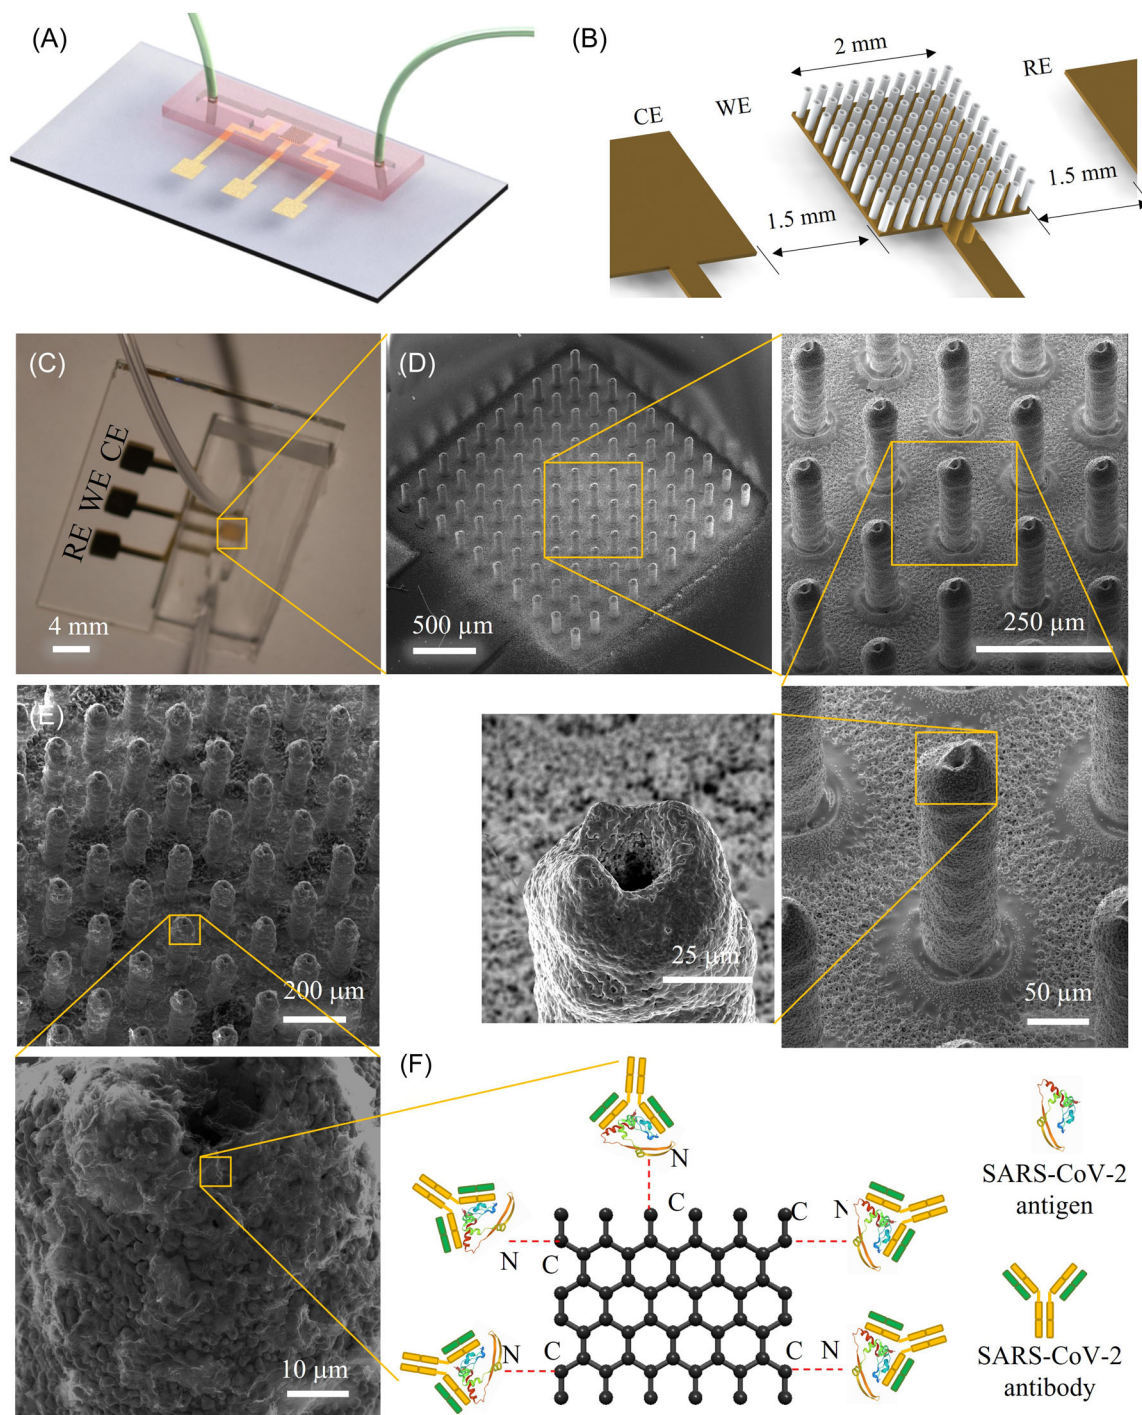 (A)
(B)
2 mm
RE
WE
CE
1.5 mm
1.5 mm
(C)
CE
WE
RE
4 mm
(D)
500 µm
250 µm
(E)
200 µm
25 µm
50 µm
10 µm
(F)
N
C
C
N
N
C
N
C
C
N
SARS-CoV-2
antigen
SARS-CoV-2
antibody